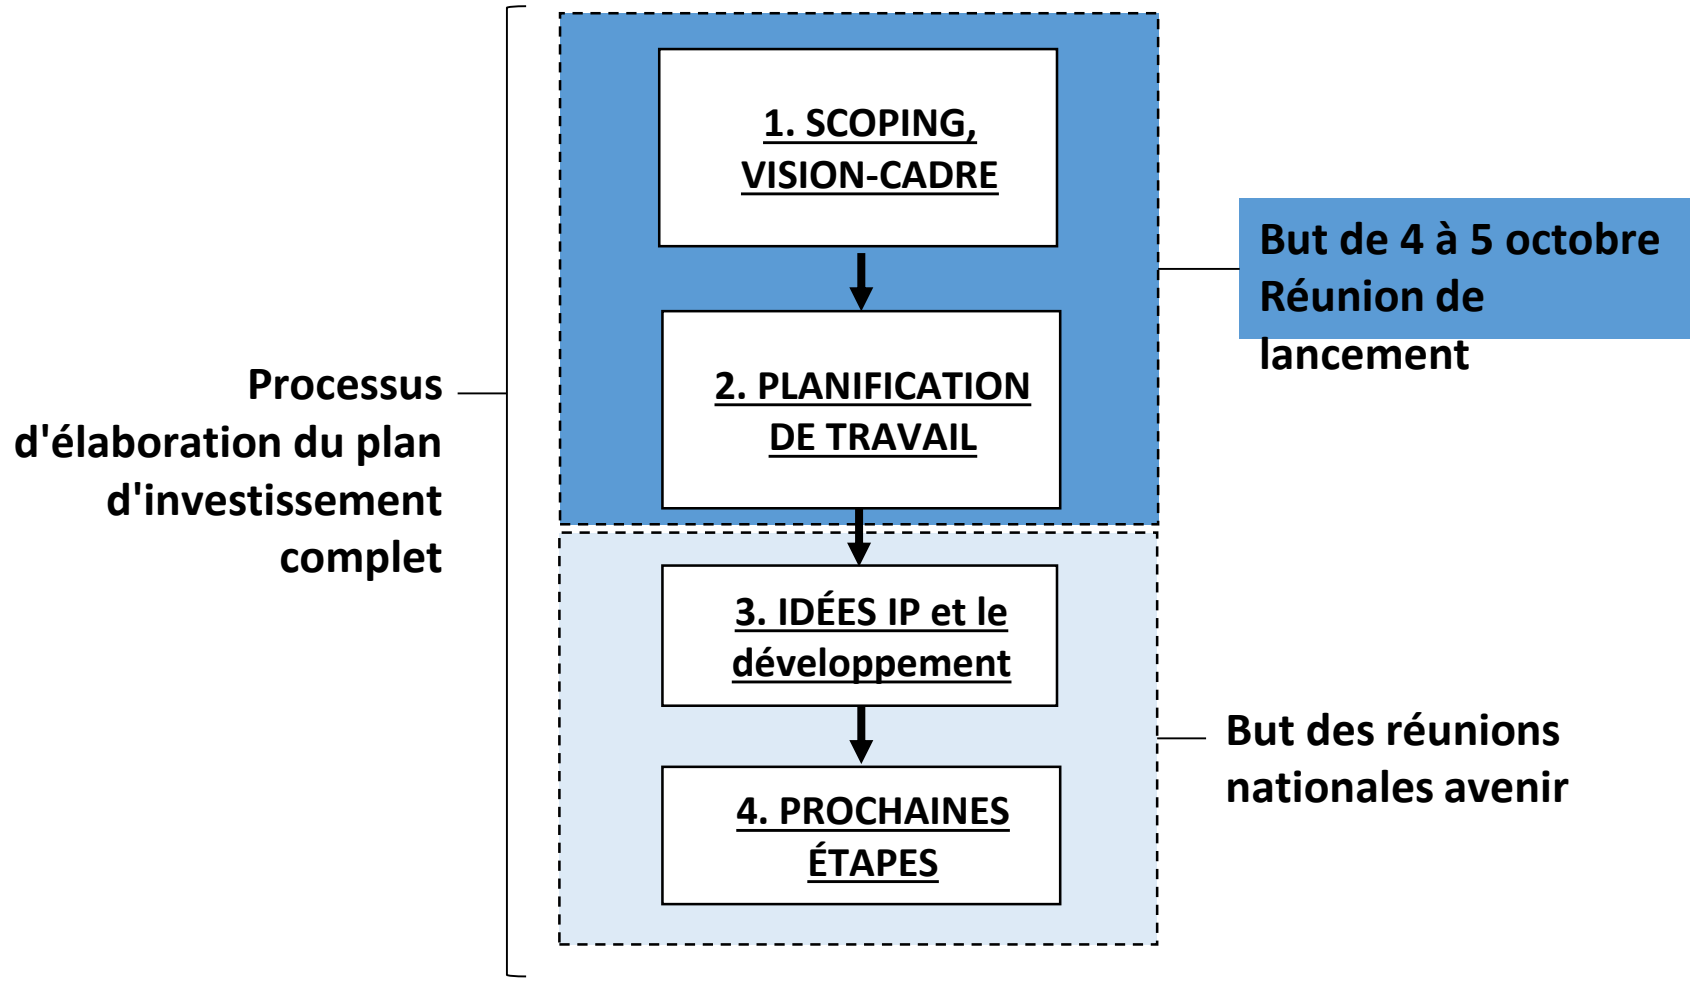 1. SCOPING,
VISION-CADRE
But de 4 à 5 octobre
Réunion de
lancement
2. PLANIFICATION
DE TRAVAIL
Processus
d'élaboration du plan
d'investissement
complet
3. IDÉES IP et le
développement
But des réunions
nationales avenir
4. PROCHAINES
ÉTAPES